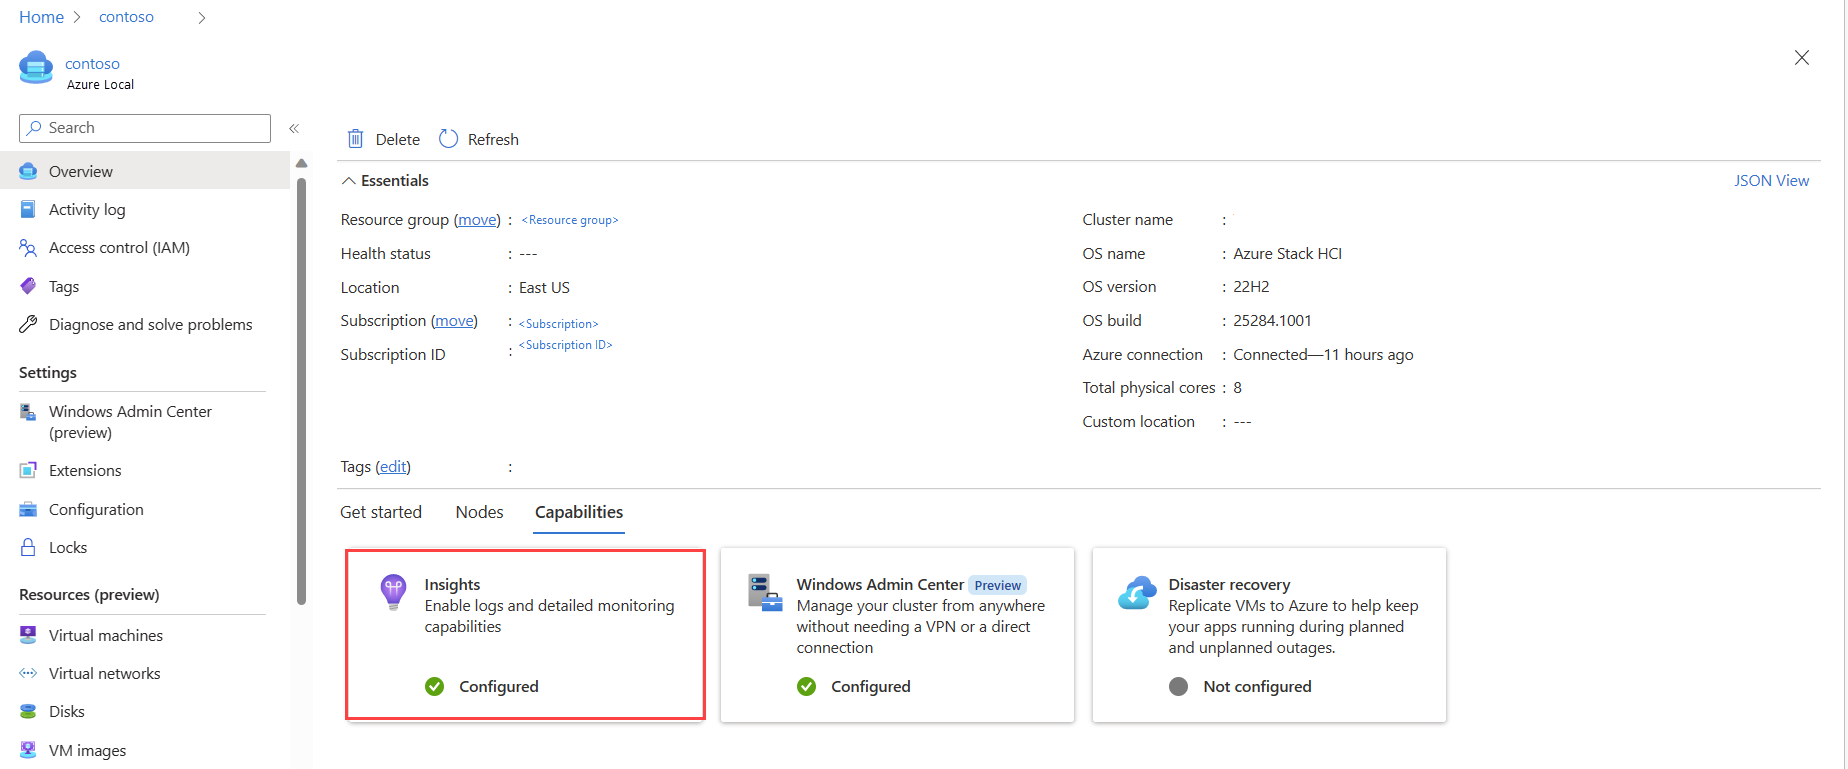 Home > contoso >
contoso
Azure Local
Search
«
Overview
Activity log
Access control (IAM)
Tags
Diagnose and solve problems
Settings
Windows Admin Center
(preview)
Extensions
Configuration
Locks
Resources (preview)
Virtual machines
Virtual networks
Disks
VM images
Delete Refresh
Essentials
JSON View
Resource group (move) : <Resource group>
Health status : ---
Location : East US
Subscription (move) : <Subscription>
Subscription ID : <Subscription ID>
Cluster name :
OS name : Azure Stack HCI
OS version : 22H2
OS build : 25284.1001
Azure connection : Connected—11 hours ago
Total physical cores : 8
Custom location : ---
Tags (edit) :
Get started Nodes Capabilities
Insights
Enable logs and detailed monitoring
capabilities
Configured
Windows Admin Center Preview
Manage your cluster from anywhere
without needing a VPN or a direct
connection
Configured
Disaster recovery
Replicate VMs to Azure to help keep
your apps running during planned
and unplanned outages.
Not configured